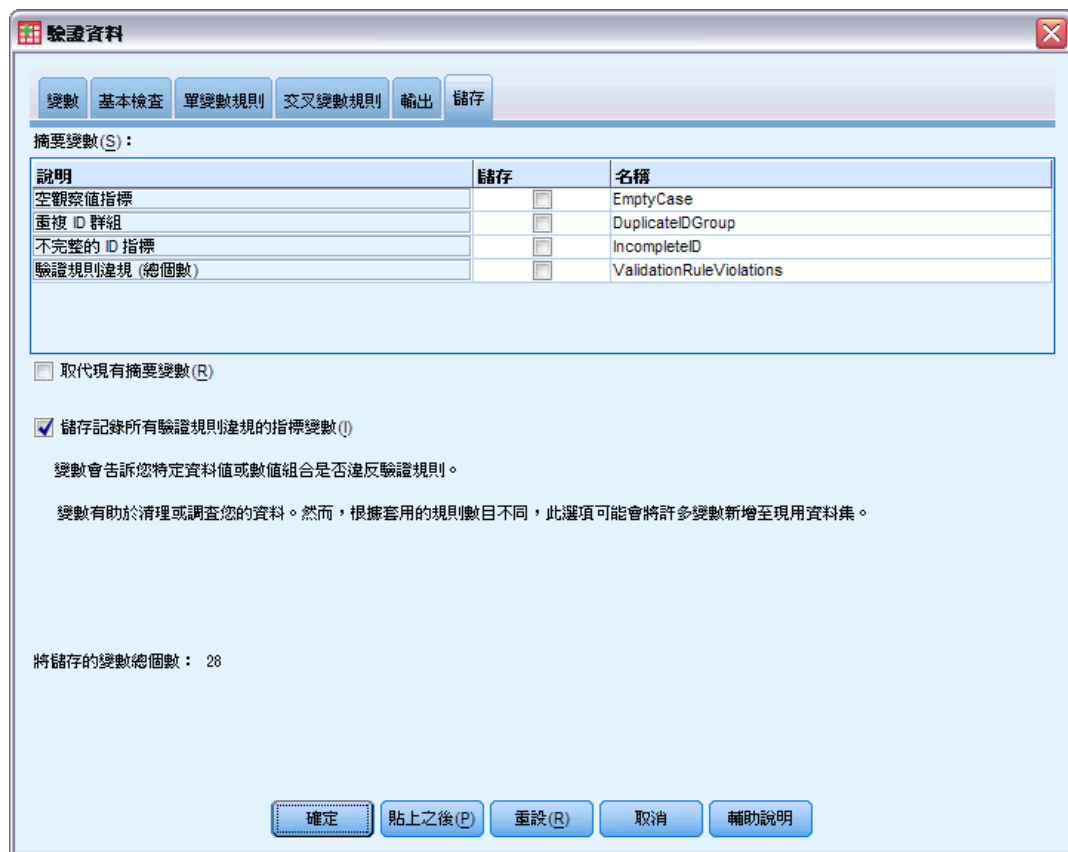 驗證資料
變數 基本檢查 單變數規則 交叉變數規則 輸出 儲存
摘要變數(S)：
說明 儲存 名稱
空觀察值指標 EmptyCase
重複 ID 群組 DuplicateIDGroup
不完整的 ID 指標 IncompleteID
驗證規則違規 (總個數) ValidationRuleViolations
取代現有摘要變數(R)
儲存記錄所有驗證規則違規的指標變數(I)
變數會告訴您特定資料值或數值組合是否違反驗證規則。
變數有助於清理或調查您的資料。然而，根據套用的規則數目不同，此選項可能會將許多變數新增至現用資料集。
將儲存的變數總個數： 28
確定 貼上之後(P) 重設(R) 取消 輔助說明